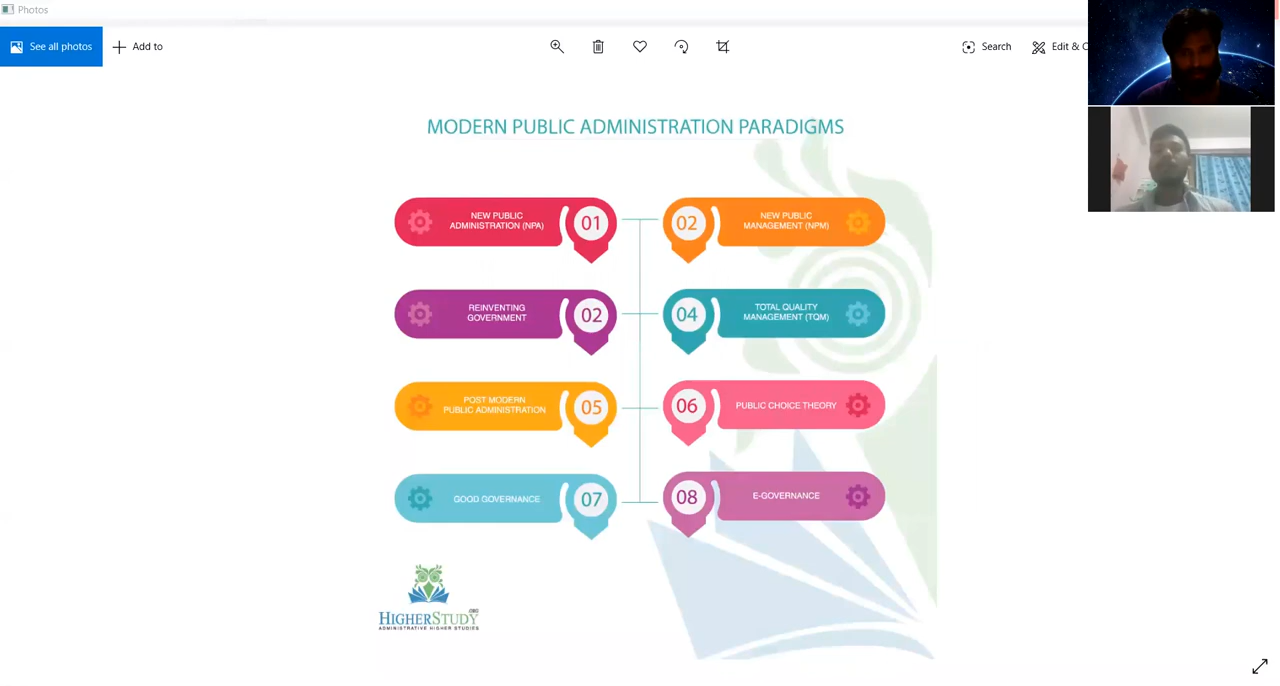 Photos
See all photos
Add to
Search
Edit & C
MODERN PUBLIC ADMINISTRATION PARADIGMS
NEW PUBLIC
ADMINISTRATION (NPA)
01
02
NEW PUBLIC
MANAGEMENT (NPM)
REINVENTING
GOVERNMENT
02
04
TOTAL QUALITY
MANAGEMENT (TQM)
POST MODERN
PUBLIC ADMINISTRATION
05
06
PUBLIC CHOICE THEORY
GOOD GOVERNANCE
07
08
E-GOVERNANCE
HIGHERSTUDY
.ORG
ADMINISTRATIVE HIGHER STUDIES